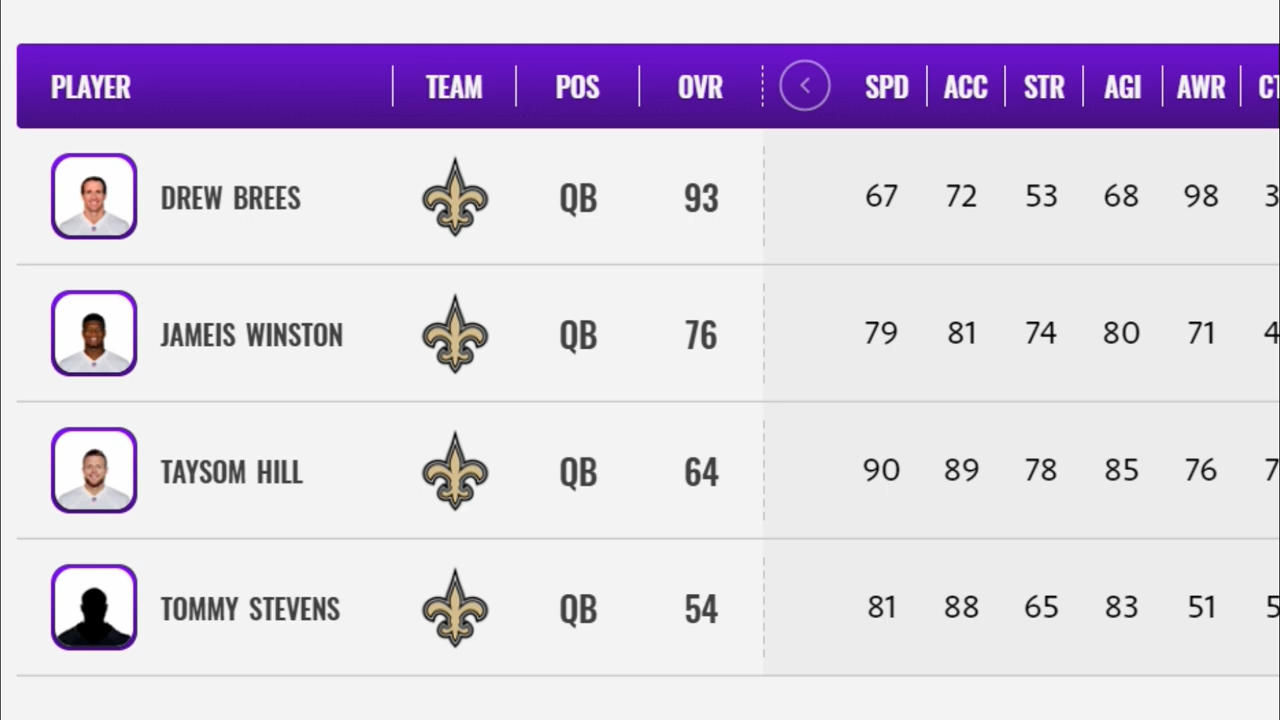 PLAYER TEAM POS OVR SPD ACC STR AGI AWR
DREW BREES QB 93 67 72 53 68 98
JAMEIS WINSTON QB 76 79 81 74 80 71
TAYSOM HILL QB 64 90 89 78 85 76
TOMMY STEVENS QB 54 81 88 65 83 51